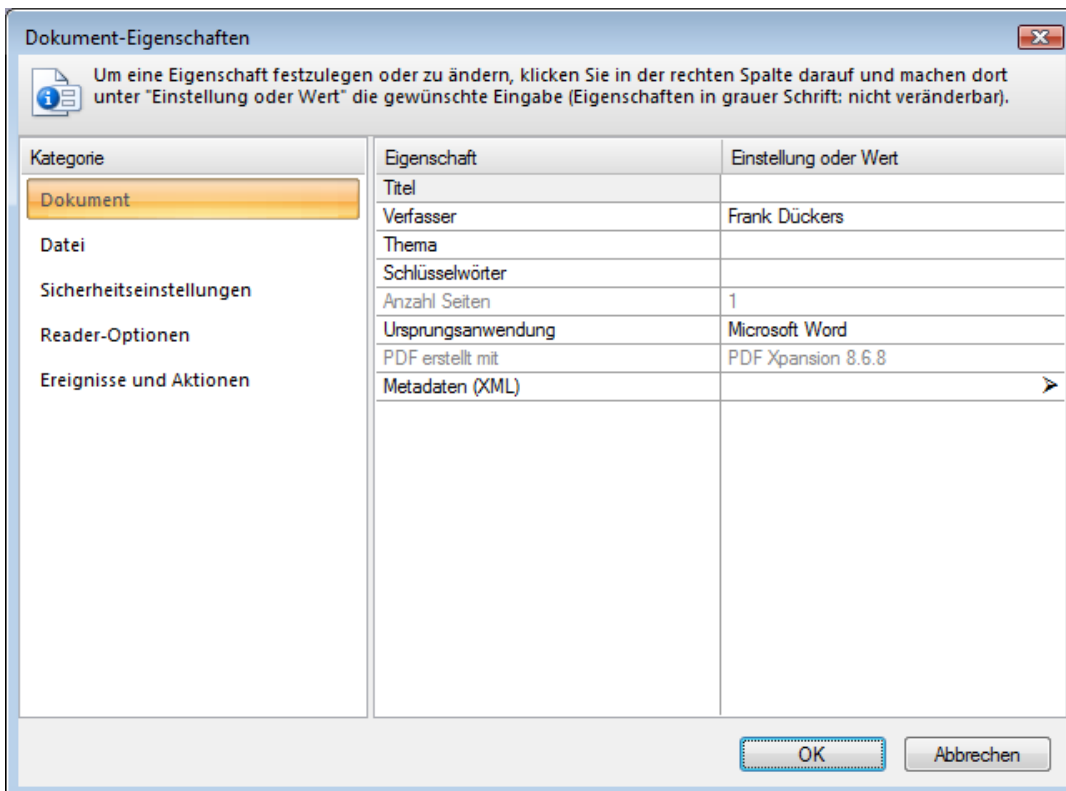 Dokument-Eigenschaften
Um eine Eigenschaft festzulegen oder zu ändern, klicken Sie in der rechten Spalte darauf und machen dort
unter "Einstellung oder Wert" die gewünschte Eingabe (Eigenschaften in grauer Schrift: nicht veränderbar).
Kategorie
Dokument
Datei
Sicherheitseinstellungen
Reader-Optionen
Ereignisse und Aktionen
Eigenschaft Einstellung oder Wert
Titel
Verfasser Frank Dückers
Thema
Schlüsselwörter
Anzahl Seiten 1
Ursprungsanwendung Microsoft Word
PDF erstellt mit PDF Xpansion 8.6.8
Metadaten (XML)
OK Abbrechen